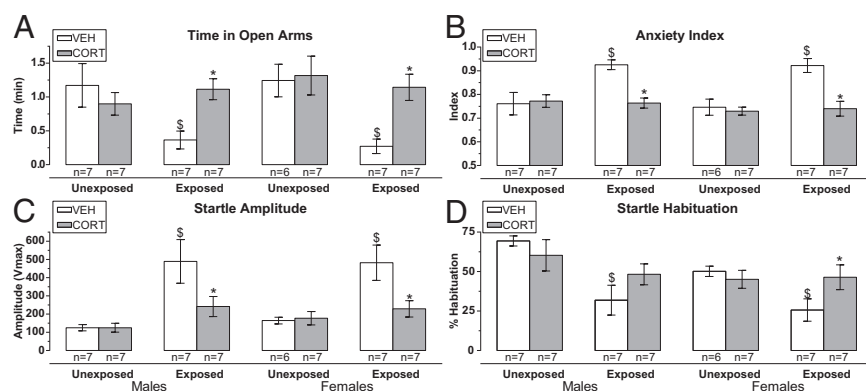 A
Time in Open Arms
VEH
CORT
Time (min)
1.5
1.0
0.5
0.0
$
*
$
*
n=7 n=7 n=7 n=7 n=6 n=7 n=7 n=7
Unexposed Exposed Unexposed Exposed
B
Anxiety Index
VEH
CORT
Index
1.0
0.9
0.8
0.7
0.6
0.5
$
*
$
*
n=7 n=7 n=7 n=7 n=6 n=7 n=7 n=7
Unexposed Exposed Unexposed Exposed
C
Startle Amplitude
VEH
CORT
Amplitude (Vmax)
600
500
400
300
200
100
0
$
*
$
*
n=7 n=7 n=7 n=7 n=6 n=7 n=7 n=7
Unexposed Exposed Unexposed Exposed
Males Females
D
Startle Habituation
VEH
CORT
% Habituation
75
50
25
0
$
$
*
n=7 n=7 n=7 n=7 n=6 n=7 n=7 n=7
Unexposed Exposed Unexposed Exposed
Males Females